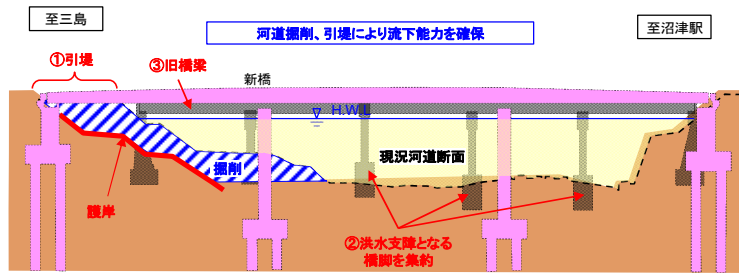 至三島
河道掘削、引堤により流下能力を確保
至沼津駅
①引堤
③旧橋梁
新橋
H.W.L
現況河道断面
掘削
護岸
②洪水支障となる
橋脚を集約